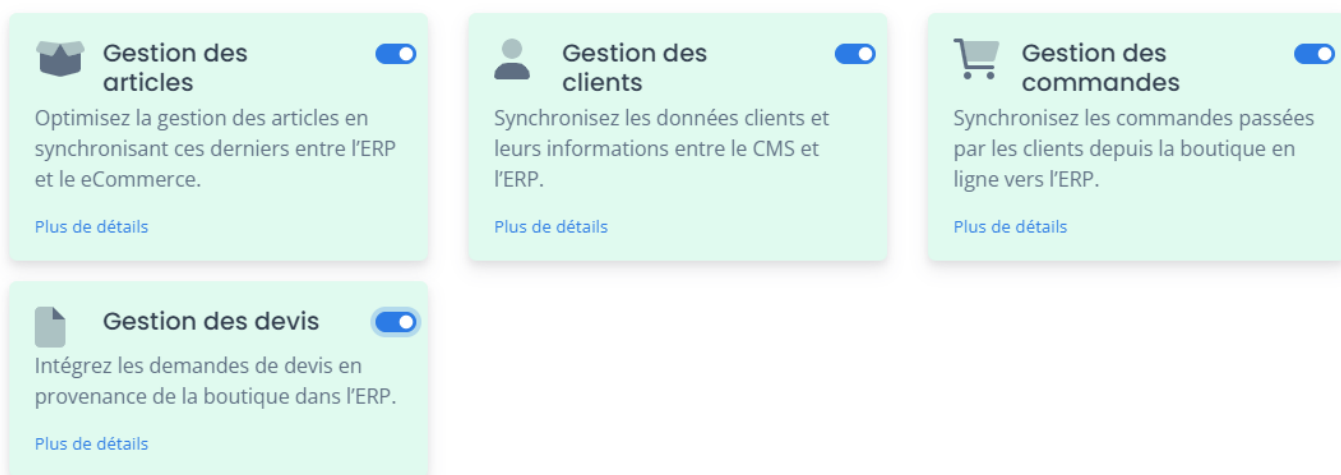 Gestion des
articles
Optimisez la gestion des articles en
synchronisant ces derniers entre l'ERP
et le eCommerce.
Plus de détails
Gestion des
clients
Synchronisez les données clients et
leurs informations entre le CMS et
l'ERP.
Plus de détails
Gestion des
commandes
Synchronisez les commandes passées
par les clients depuis la boutique en
ligne vers l'ERP.
Plus de détails
Gestion des devis
Intégrez les demandes de devis en
provenance de la boutique dans l'ERP.
Plus de détails